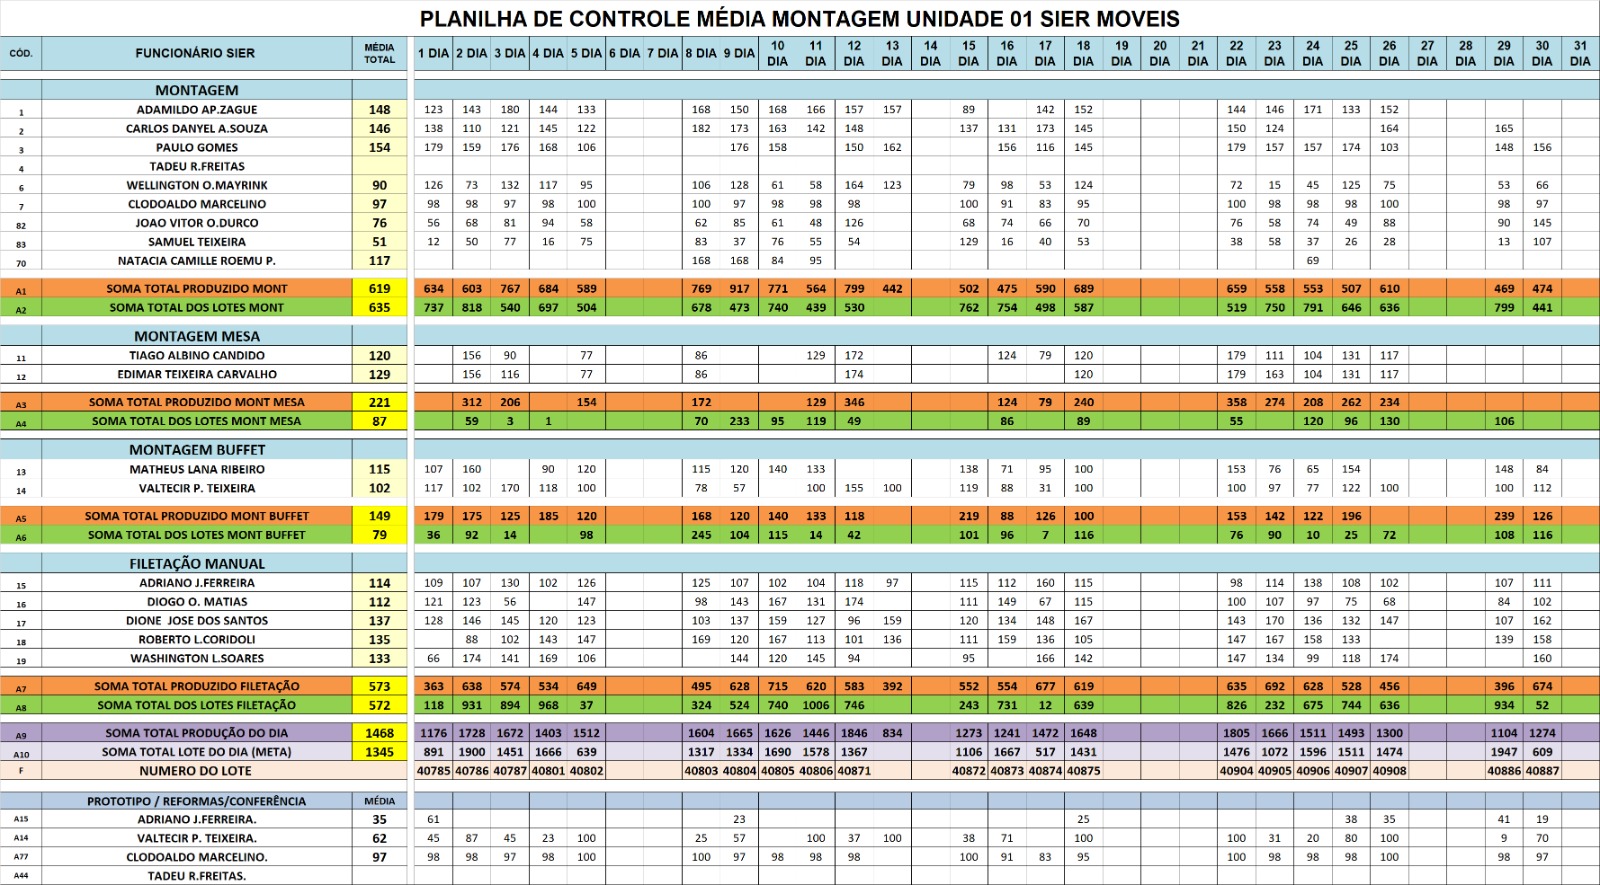 PLANILHA DE CONTROLE MÉDIA MONTAGEM UNIDADE 01 SIER MOVEIS
CÓD. FUNCIONÁRIO SIER MÉDIA TOTAL 1 DIA 2 DIA 3 DIA 4 DIA 5 DIA 6 DIA 7 DIA 8 DIA 9 DIA 10 DIA 11 DIA 12 DIA 13 DIA 14 DIA 15 DIA 16 DIA 17 DIA 18 DIA 19 DIA 20 DIA 21 DIA 22 DIA 23 DIA 24 DIA 25 DIA 26 DIA 27 DIA 28 DIA 29 DIA 30 DIA 31 DIA
MONTAGEM
1 ADAMILDO AP.ZAGUE 148 123 143 180 144 133 168 150 168 166 157 157 89 142 152 144 146 171 133 152
2 CARLOS DANYEL A.SOUZA 146 138 110 121 145 122 182 173 163 142 148 137 131 173 145 150 124 164 165
3 PAULO GOMES 154 179 159 176 168 106 176 158 150 162 156 116 145 179 157 157 174 103 148 156
4 TADEU R.FREITAS
6 WELLINGTON O.MAYRINK 90 126 73 132 117 95 106 128 61 58 164 123 79 98 53 124 72 15 45 125 75 53 66
7 CLODOALDO MARCELINO 97 98 98 97 98 100 100 97 98 98 98 100 91 83 95 100 98 98 98 100 98 97
82 JOAO VITOR O.DURCO 76 56 68 81 94 58 62 85 61 48 126 68 74 66 70 76 58 74 49 88 90 145
83 SAMUEL TEIXEIRA 51 12 50 77 16 75 83 37 76 55 54 129 16 40 53 38 58 37 26 28 13 107
70 NATACIA CAMILLE ROEMU P. 117 168 168 84 95 69
A1 SOMA TOTAL PRODUZIDO MONT 619 634 603 767 684 589 769 917 771 564 799 442 502 475 590 689 659 558 553 507 610 469 474
A2 SOMA TOTAL DOS LOTES MONT 635 737 818 540 697 504 678 473 740 439 530 762 754 498 587 519 750 791 646 636 799 441
MONTAGEM MESA
11 TIAGO ALBINO CANDIDO 120 156 90 77 86 129 172 124 79 120 179 111 104 131 117
12 EDIMAR TEIXEIRA CARVALHO 129 156 116 77 86 174 120 179 163 104 131 117
A3 SOMA TOTAL PRODUZIDO MONT MESA 221 312 206 154 172 129 346 124 79 240 358 274 208 262 234
A4 SOMA TOTAL DOS LOTES MONT MESA 87 59 3 1 70 233 95 119 49 86 89 55 120 96 130 106
MONTAGEM BUFFET
13 MATHEUS LANA RIBEIRO 115 107 160 90 120 115 120 140 133 138 71 95 100 153 76 65 154 148 84
14 VALTECIR P. TEIXEIRA 102 117 102 170 118 100 78 57 100 155 100 119 88 31 100 100 97 77 122 100 100 112
A5 SOMA TOTAL PRODUZIDO MONT BUFFET 149 179 175 125 185 120 168 120 140 133 118 219 88 126 100 153 142 122 196 239 126
A6 SOMA TOTAL DOS LOTES MONT BUFFET 79 36 92 14 98 245 104 115 14 42 101 96 7 116 76 90 10 25 72 108 116
FILETAÇÃO MANUAL
15 ADRIANO J.FERREIRA 114 109 107 130 102 126 125 107 102 104 118 97 115 112 160 115 98 114 138 108 102 107 111
16 DIOGO O. MATIAS 112 121 123 56 147 98 143 167 131 174 111 149 67 115 100 107 97 75 68 84 102
17 DIONE JOSE DOS SANTOS 137 128 146 145 120 123 103 137 159 127 96 159 120 134 148 167 143 170 136 132 147 107 162
18 ROBERTO L.CORIDOLI 135 88 102 143 147 169 120 167 113 101 136 111 159 136 105 147 167 158 133 139 158
19 WASHINGTON L.SOARES 133 66 174 141 169 106 144 120 145 94 95 166 142 147 134 99 118 174 160
A7 SOMA TOTAL PRODUZIDO FILETAÇÃO 573 363 638 574 534 649 495 628 715 620 583 392 552 554 677 619 635 692 628 528 456 396 674
A8 SOMA TOTAL DOS LOTES FILETAÇÃO 572 118 931 894 968 37 324 524 740 1006 746 243 731 12 639 826 232 675 744 636 934 52
A9 SOMA TOTAL PRODUÇÃO DO DIA 1468 1176 1728 1672 1403 1512 1604 1665 1626 1446 1846 834 1273 1241 1472 1648 1805 1666 1511 1493 1300 1104 1274
A10 SOMA TOTAL LOTE DO DIA (META) 1345 891 1900 1451 1666 639 1317 1334 1690 1578 1367 1106 1667 517 1431 1476 1072 1596 1511 1474 1947 609
F NUMERO DO LOTE 40785 40786 40787 40801 40802 40803 40804 40805 40806 40871 40872 40873 40874 40875 40904 40905 40906 40907 40908 40886 40887
PROTOTIPO / REFORMAS/CONFERÊNCIA MÉDIA
A15 ADRIANO J.FERREIRA. 35 61 23 25 38 35 41 19
A14 VALTECIR P. TEIXEIRA. 62 45 87 45 23 100 25 57 100 37 100 38 71 100 100 31 20 80 100 9 70
A77 CLODOALDO MARCELINO. 97 98 98 97 98 100 100 97 98 98 98 100 91 83 95 100 98 98 98 100 98 97
A44 TADEU R.FREITAS.